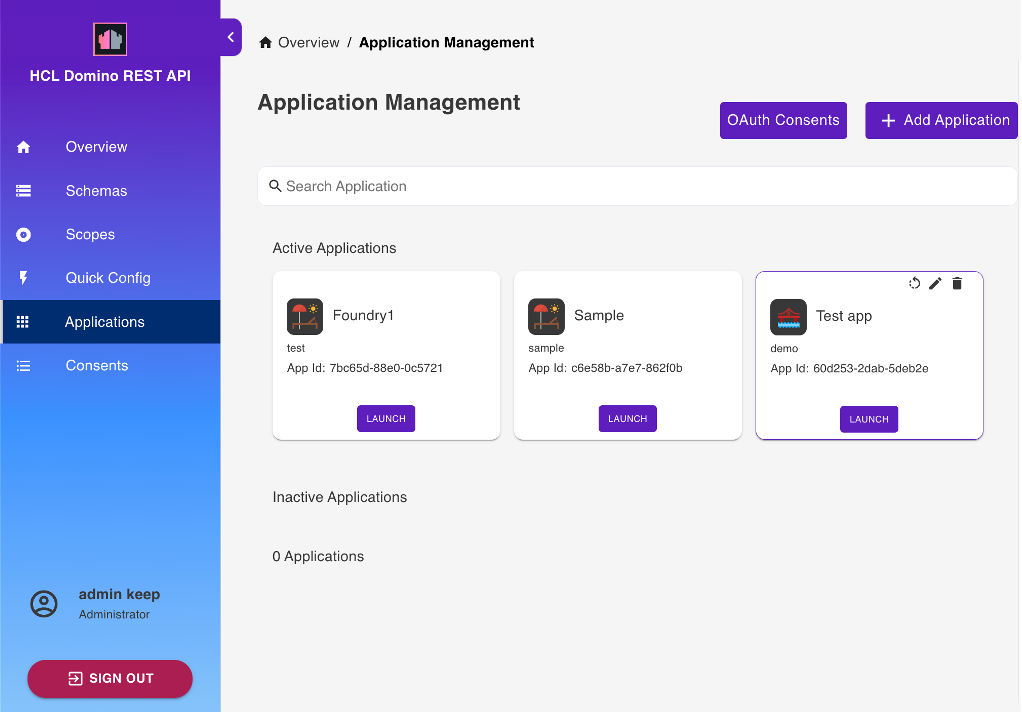 HCL Domino REST API
Overview
Schemas
Scopes
Quick Config
Applications
Consents
admin keep
Administrator
SIGN OUT
Overview / Application Management
Application Management
OAuth Consents
+ Add Application
Search Application
Active Applications
Foundry1
test
App Id: 7bc65d-88e0-0c5721
LAUNCH
Sample
sample
App Id: c6e58b-a7e7-862f0b
LAUNCH
Test app
demo
App Id: 60d253-2dab-5deb2e
LAUNCH
Inactive Applications
0 Applications